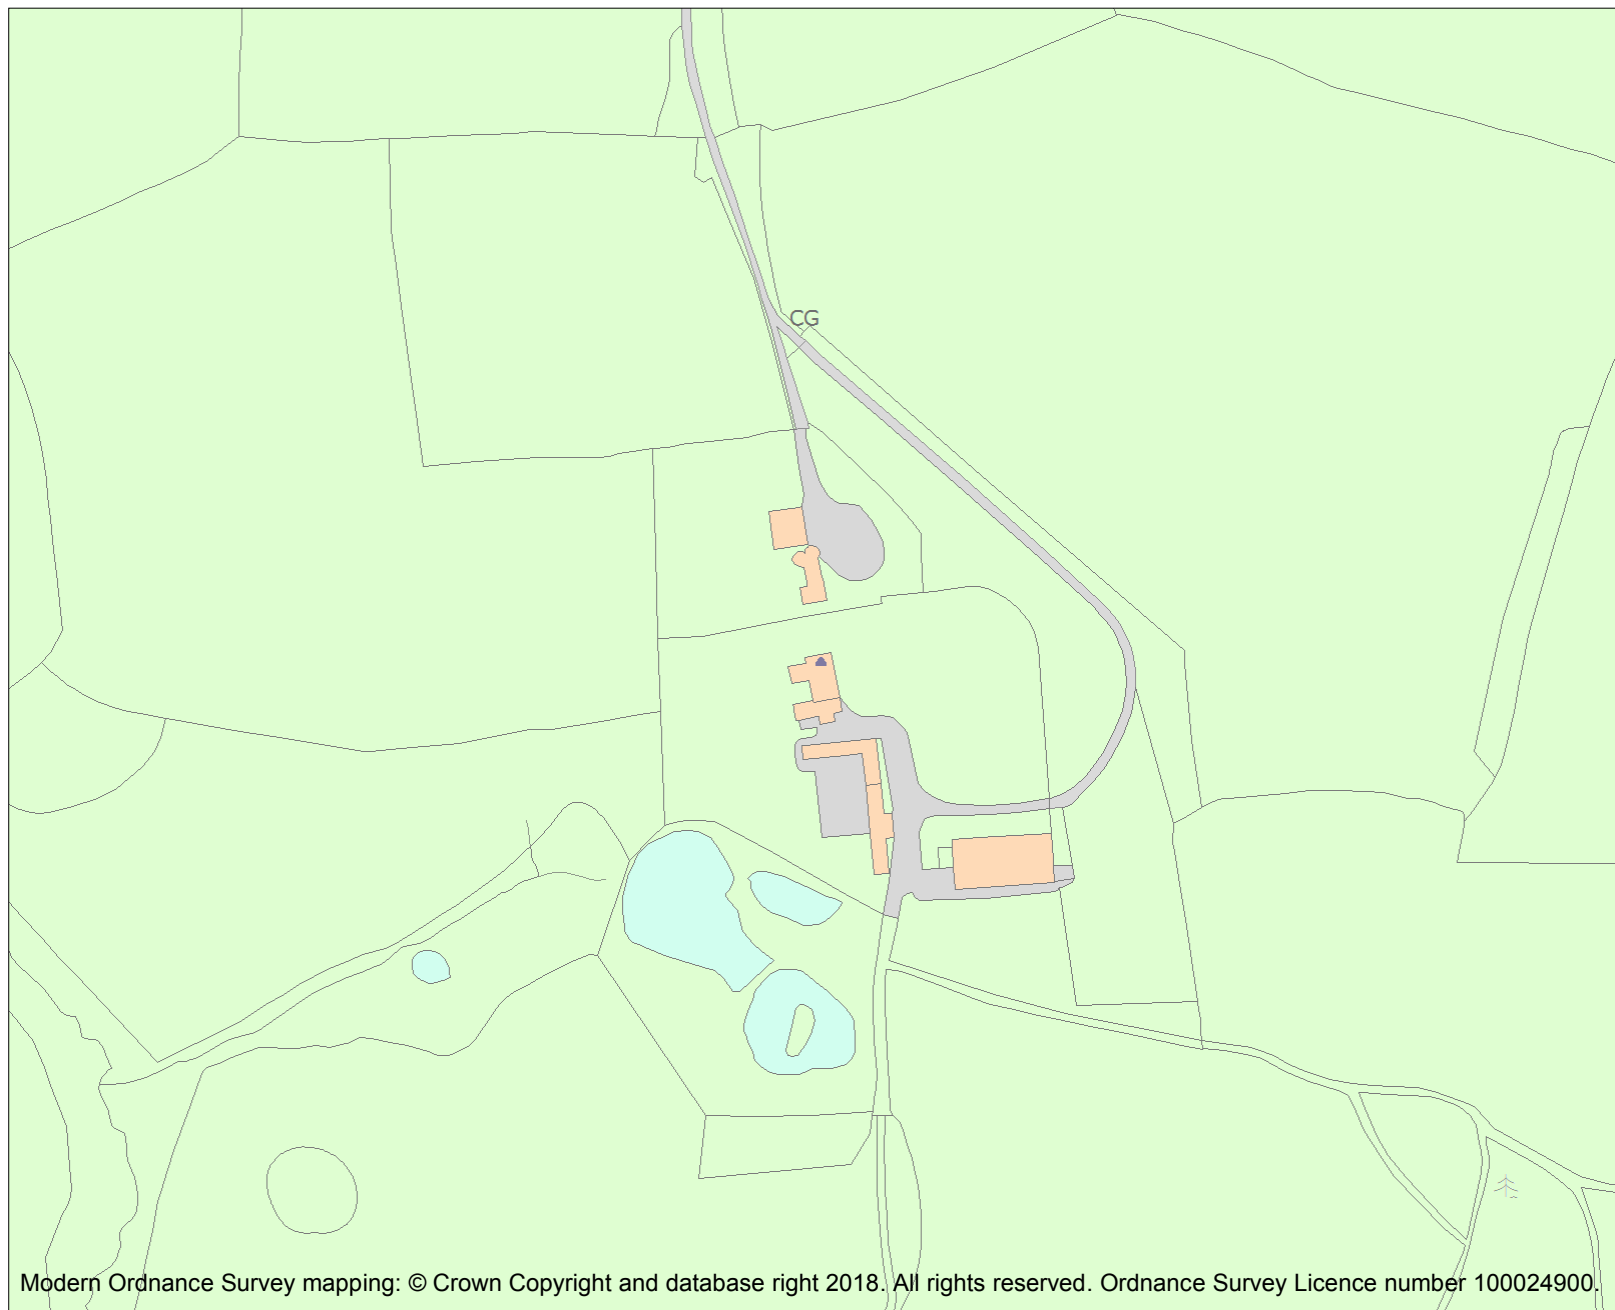 CG
Modern Ordnance Survey mapping: © Crown Copyright and database right 2018. All rights reserved. Ordnance Survey Licence number 100024900.